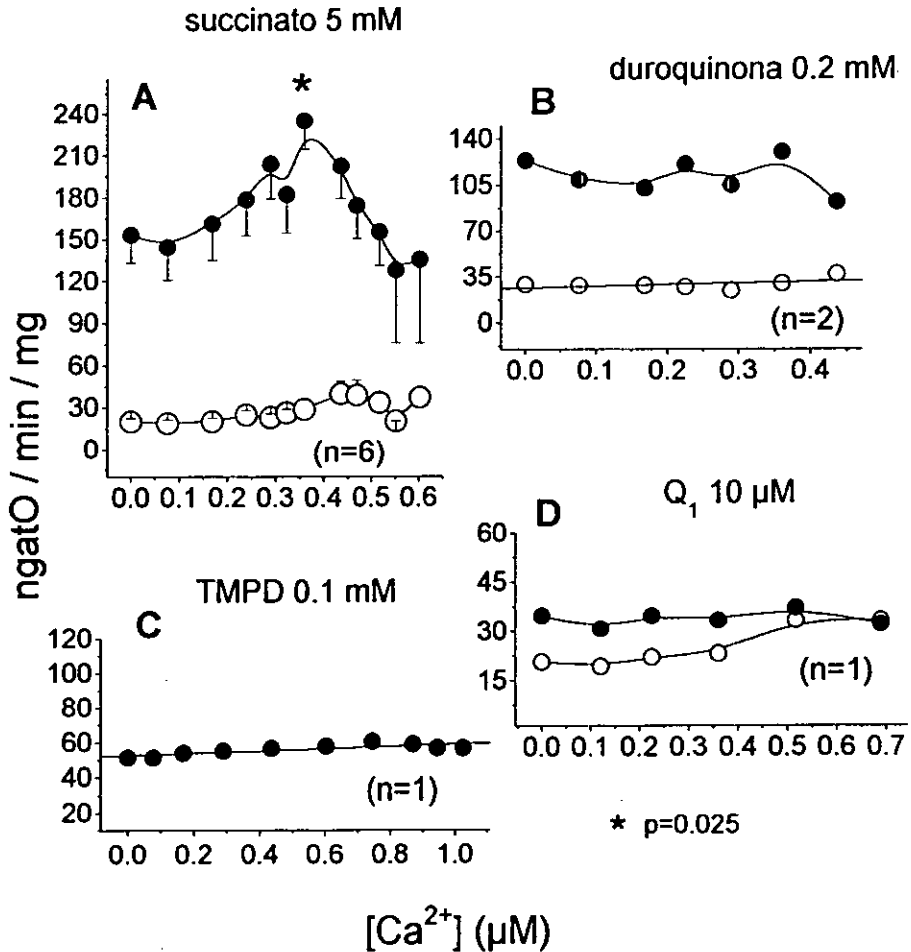 succinato 5 mM
A
*
240
210
180
150
120
90
60
30
0
(n=6)
0.0 0.1 0.2 0.3 0.4 0.5 0.6
duroquinona 0.2 mM
B
140
105
70
35
0
(n=2)
0.0 0.1 0.2 0.3 0.4
ngatO / min / mg
TMPD 0.1 mM
C
120
100
80
60
40
20
(n=1)
0.0 0.2 0.4 0.6 0.8 1.0
Q₁ 10 µM
D
60
45
30
15
(n=1)
0.0 0.1 0.2 0.3 0.4 0.5 0.6 0.7
* p=0.025
[Ca²⁺] (µM)